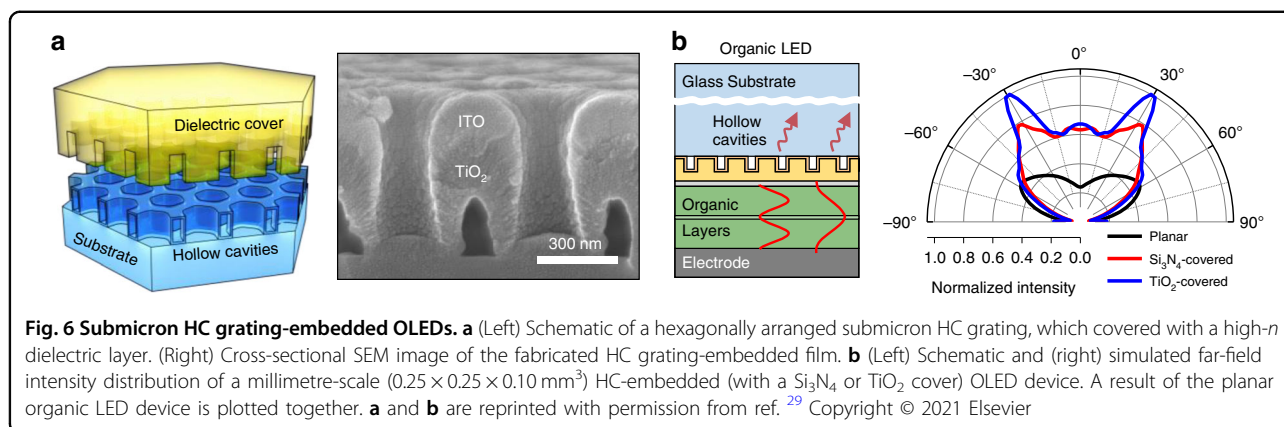 a
Dielectric cover
Substrate
Hollow cavities
ITO
TiO₂
300 nm
b
Organic LED
Glass Substrate
Hollow
cavities
Organic
Layers
Electrode
0°
–30°
30°
–60°
60°
–90°
90°
1.0 0.8 0.6 0.4 0.2 0.0
Normalized intensity
Planar
Si₃N₄-covered
TiO₂-covered
Fig. 6 Submicron HC grating-embedded OLEDs. a (Left) Schematic of a hexagonally arranged submicron HC grating, which covered with a high-n
dielectric layer. (Right) Cross-sectional SEM image of the fabricated HC grating-embedded film. b (Left) Schematic and (right) simulated far-field
intensity distribution of a millimetre-scale (0.25 × 0.25 × 0.10 mm³) HC-embedded (with a Si₃N₄ or TiO₂ cover) OLED device. A result of the planar
organic LED device is plotted together. a and b are reprinted with permission from ref. ²⁹ Copyright © 2021 Elsevier